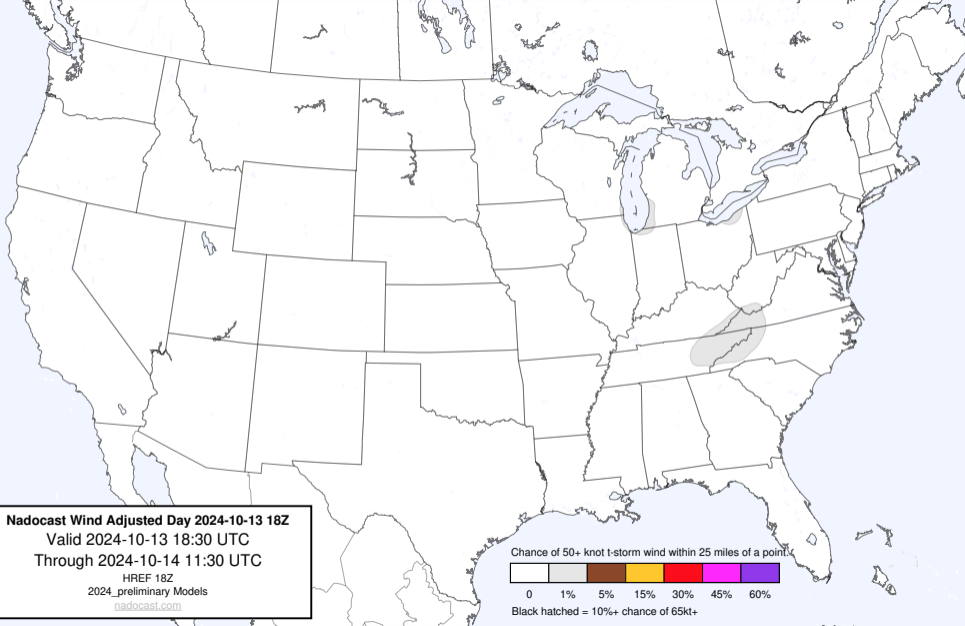 Nadocast Wind Adjusted Day 2024-10-13 18Z
Valid 2024-10-13 18:30 UTC
Through 2024-10-14 11:30 UTC
HREF 18Z
2024_preliminary Models
nadocast.com
Chance of 50+ knot t-storm wind within 25 miles of a point.
0 1% 5% 15% 30% 45% 60%
Black hatched = 10%+ chance of 65kt+